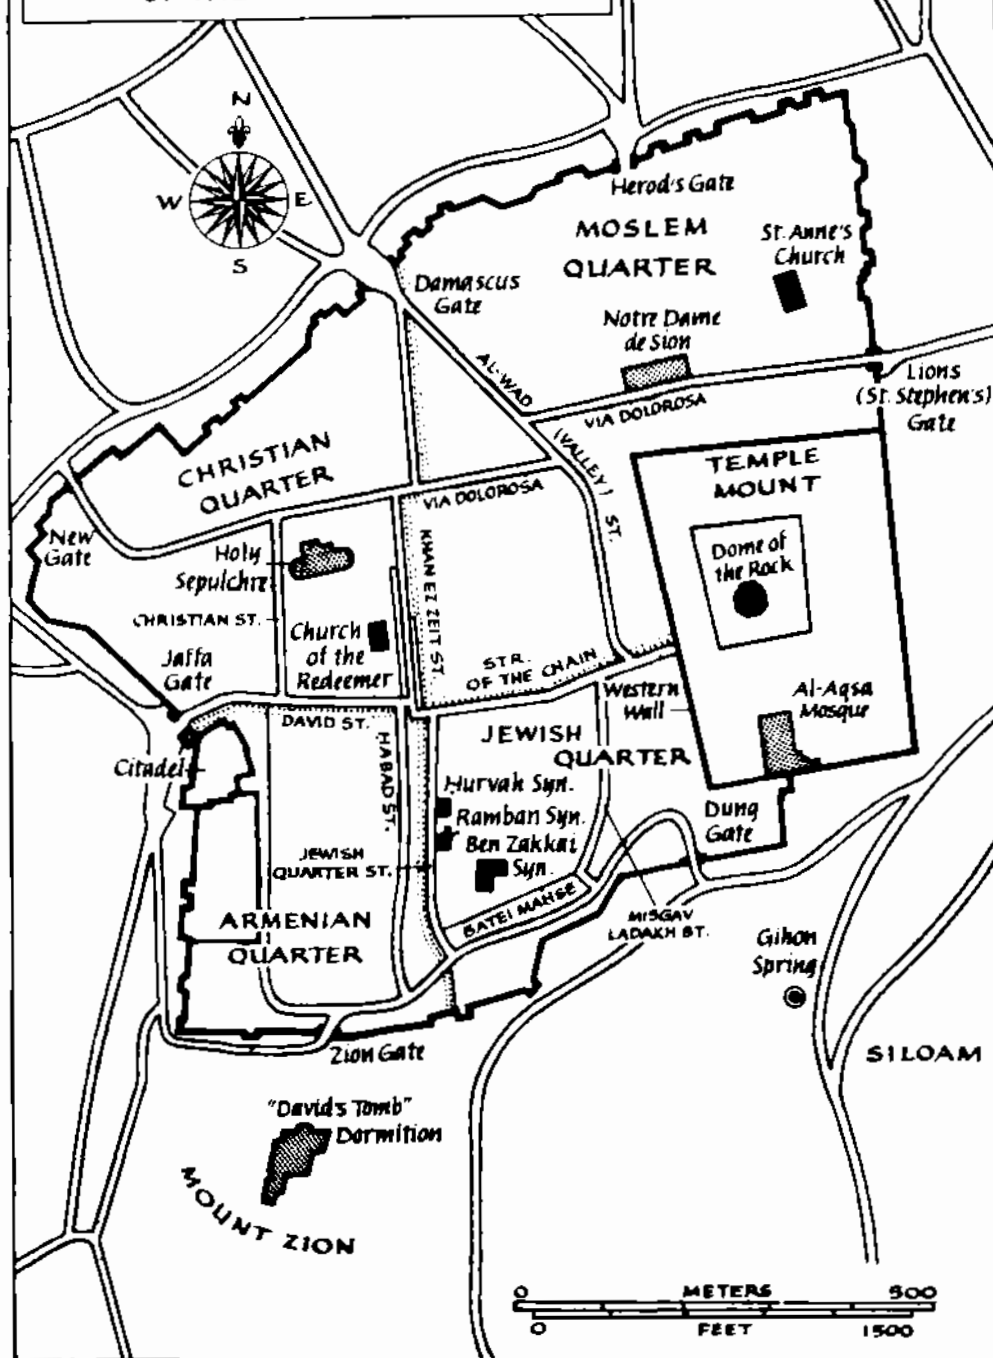 N
W
E
S
Herod's Gate
MOSLEM
QUARTER
St. Anne's
Church
Damascus
Gate
Notre Dame
de Sion
AL-WAD
(VALLEY) ST.
VIA DOLOROSA
Lions
(St. Stephen's)
Gate
CHRISTIAN
QUARTER
TEMPLE
MOUNT
VIA DOLOROSA
New
Gate
Holy
Sepulchre
KHAN EZ ZEIT ST.
Dome of
the Rock
CHRISTIAN ST.
Church
of the
Redeemer
Jaffa
Gate
STR.
OF THE CHAIN
Western
Wall
Al-Aqsa
Mosque
DAVID ST.
HABAD ST.
JEWISH
QUARTER
Citadel
Hurvah Syn.
Ramban Syn.
Ben Zakkai
Syn.
Dung
Gate
JEWISH
QUARTER ST.
BATEI MAHSE
MISGAV
LADAKH ST.
ARMENIAN
QUARTER
Gihon
Spring
SILOAM
Zion Gate
"David's Tomb"
Dormition
MOUNT ZION
0 METERS 500
0 FEET 1500